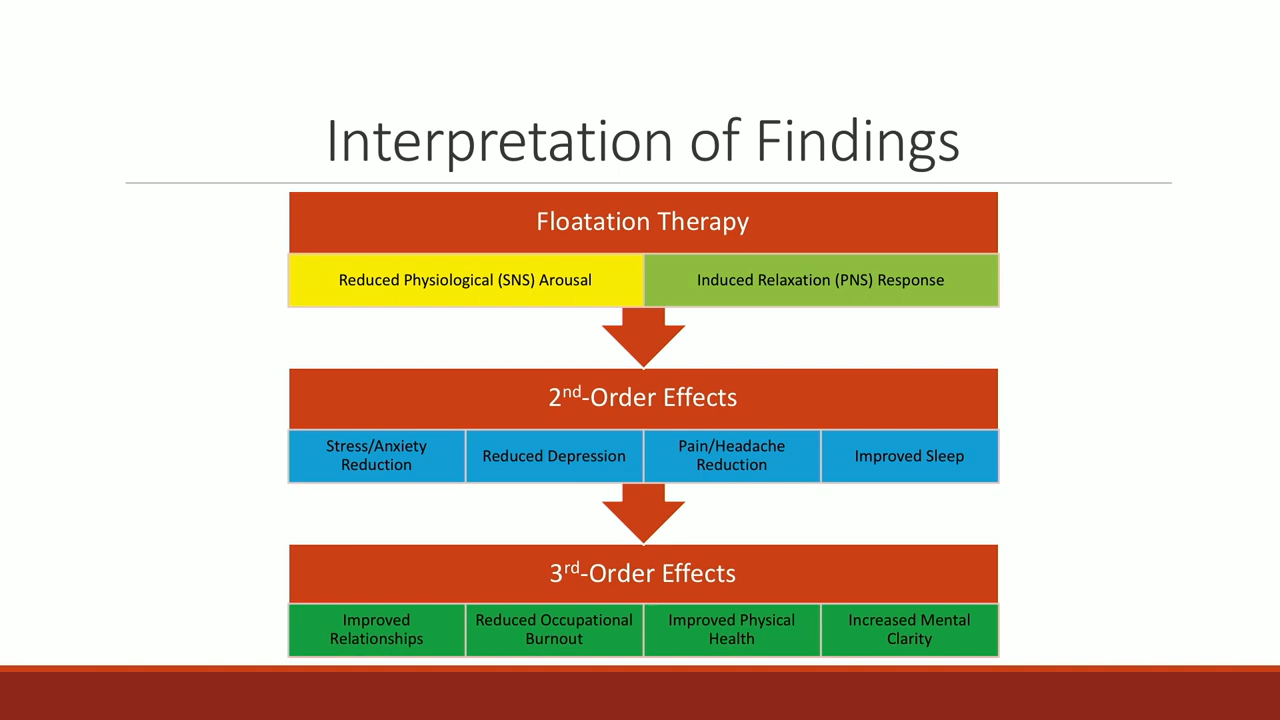 Interpretation of Findings
Floatation Therapy
Reduced Physiological (SNS) Arousal
Induced Relaxation (PNS) Response
2nd-Order Effects
Stress/Anxiety
Reduction
Reduced Depression
Pain/Headache
Reduction
Improved Sleep
3rd-Order Effects
Improved
Relationships
Reduced Occupational
Burnout
Improved Physical
Health
Increased Mental
Clarity